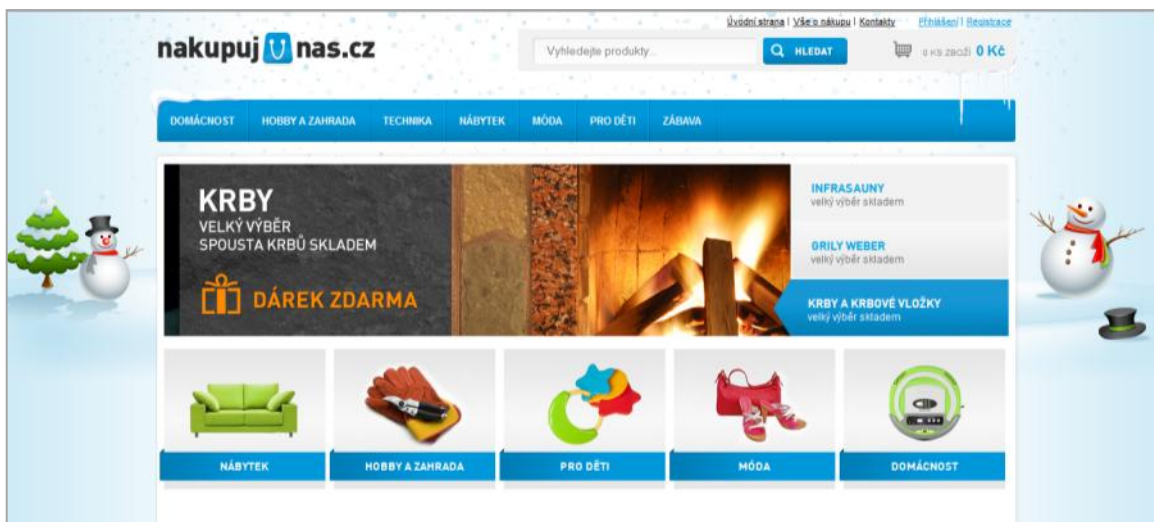 Úvodní strana | Vše o nákupu | Kontakty Přihlášení | Registrace
nakupuj u nas.cz
Vyhledejte produkty...
HLEDAT
0 KS ZBOŽÍ 0 Kč
DOMÁCNOST HOBBY A ZAHRADA TECHNIKA NÁBYTEK MÓDA PRO DĚTI ZÁBAVA
KRBY
VELKÝ VÝBĚR
SPOUSTA KRBŮ SKLADEM
DÁREK ZDARMA
INFRASAUNY
velký výběr skladem
GRILY WEBER
velký výběr skladem
KRBY A KRBOVÉ VLOŽKY
velký výběr skladem
NÁBYTEK
HOBBY A ZAHRADA
PRO DĚTI
MÓDA
DOMÁCNOST